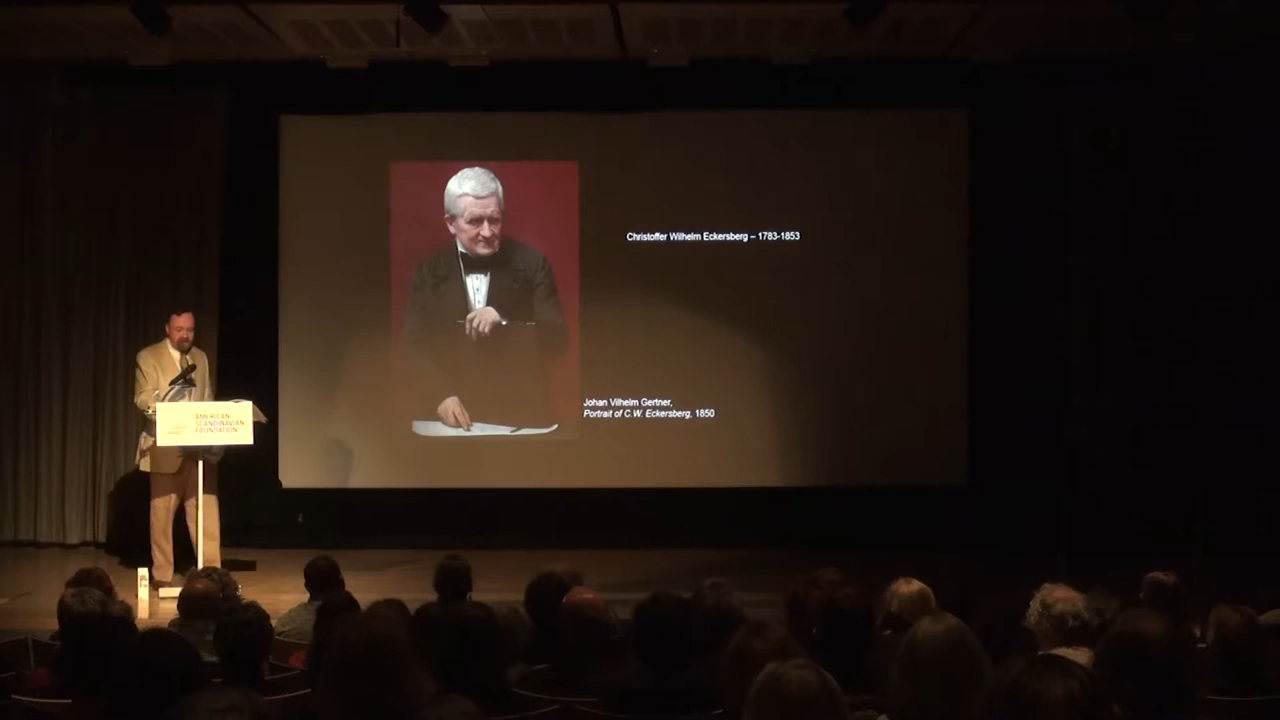 Christoffer Wilhelm Eckersberg – 1783-1853
Johan Vilhelm Gertner,
Portrait of C.W. Eckersberg, 1850
AMERICAN
SCANDINAVIAN
FOUNDATION